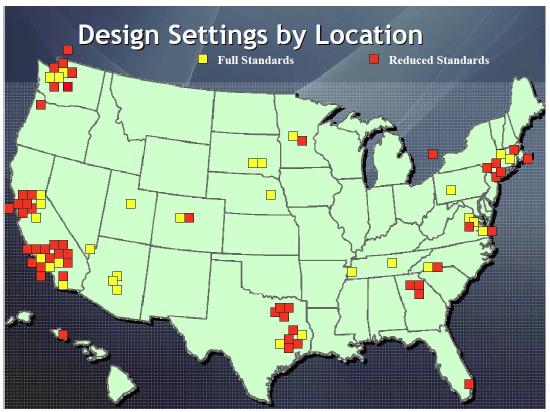 Design Settings by Location
Full Standards
Reduced Standards